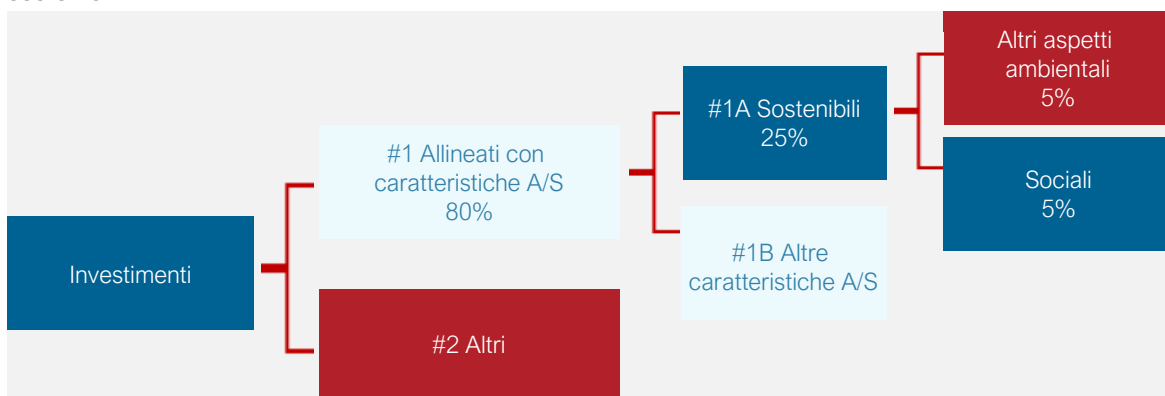 Investimenti
#1 Allineati con
caratteristiche A/S
80%
#2 Altri
#1A Sostenibili
25%
#1B Altre
caratteristiche A/S
Altri aspetti
ambientali
5%
Sociali
5%